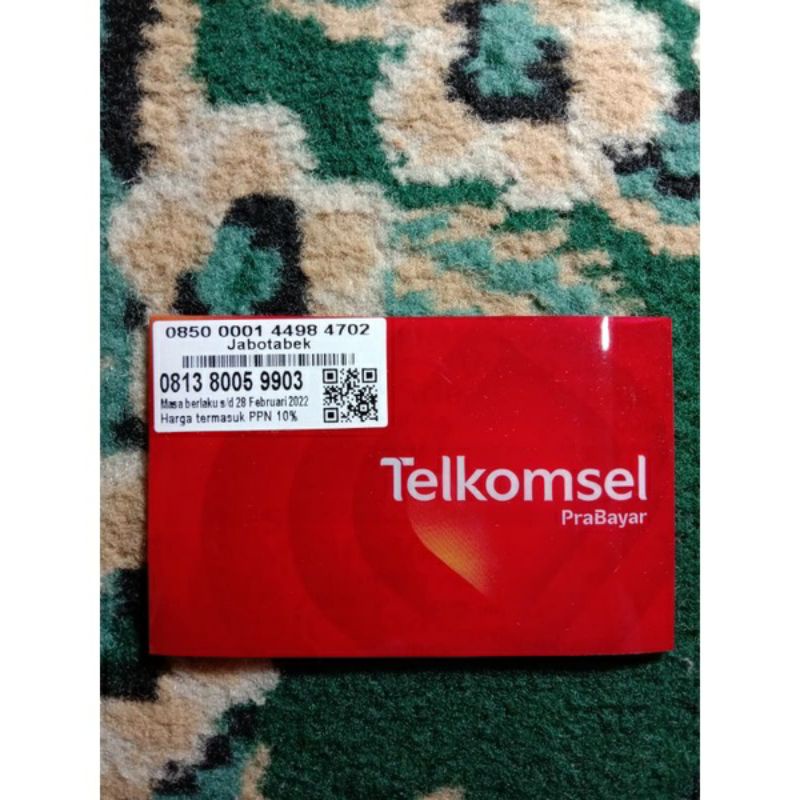 0850 0001 4498 4702
Jabotabek
0813 8005 9903
Masa berlaku s/d 28 Februari 2022
Harga termasuk PPN 10%
Telkomsel
PraBayar